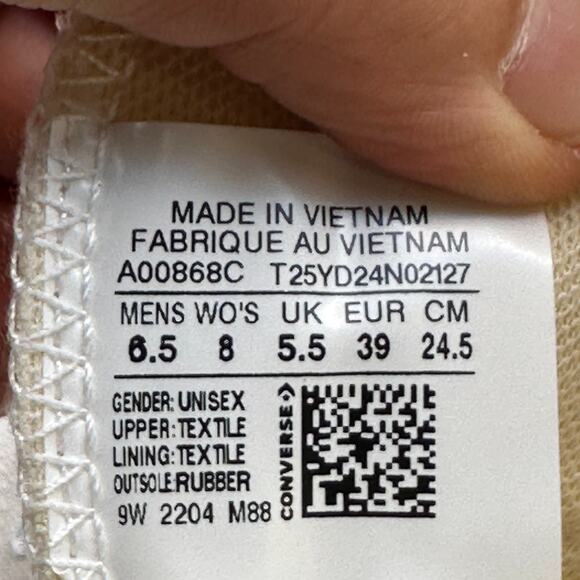 MADE IN VIETNAM
FABRIQUE AU VIETNAM
A00868C T25YD24N02127
MENS WO'S UK EUR CM
6.5 8 5.5 39 24.5
GENDER: UNISEX
UPPER: TEXTILE
LINING: TEXTILE
OUTSOLE: RUBBER
9W 2204 M88
CONVERSE